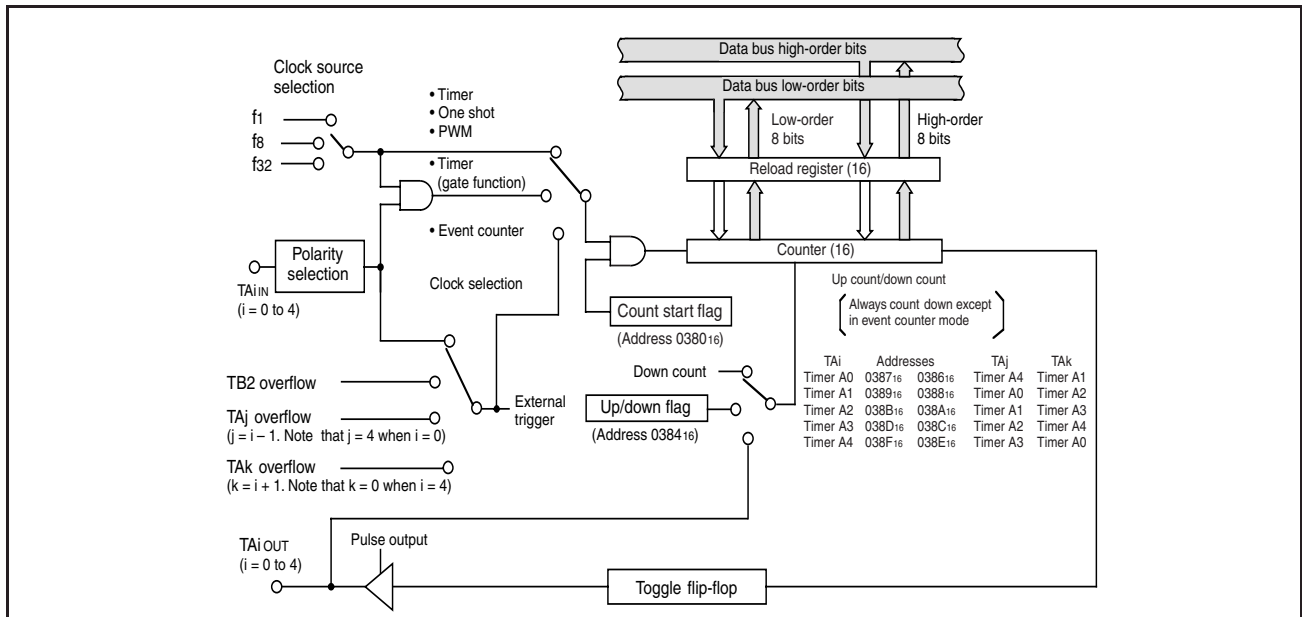 Clock source
selection
f1
f8
f32
• Timer
• One shot
• PWM
• Timer
(gate function)
• Event counter
Clock selection
Polarity
selection
TAiIN
(i = 0 to 4)
TB2 overflow
TAj overflow
(j = i – 1. Note that j = 4 when i = 0)
TAk overflow
(k = i + 1. Note that k = 0 when i = 4)
External
trigger
Data bus high-order bits
Data bus low-order bits
Low-order
8 bits
High-order
8 bits
Reload register (16)
Counter (16)
Up count/down count
Always count down except
in event counter mode
Count start flag
(Address 038016)
Down count
Up/down flag
(Address 038416)
TAi Addresses TAj TAk
Timer A0 038716 038616 Timer A4 Timer A1
Timer A1 038916 038816 Timer A0 Timer A2
Timer A2 038B16 038A16 Timer A1 Timer A3
Timer A3 038D16 038C16 Timer A2 Timer A4
Timer A4 038F16 038E16 Timer A3 Timer A0
TAiOUT
(i = 0 to 4)
Pulse output
Toggle flip-flop